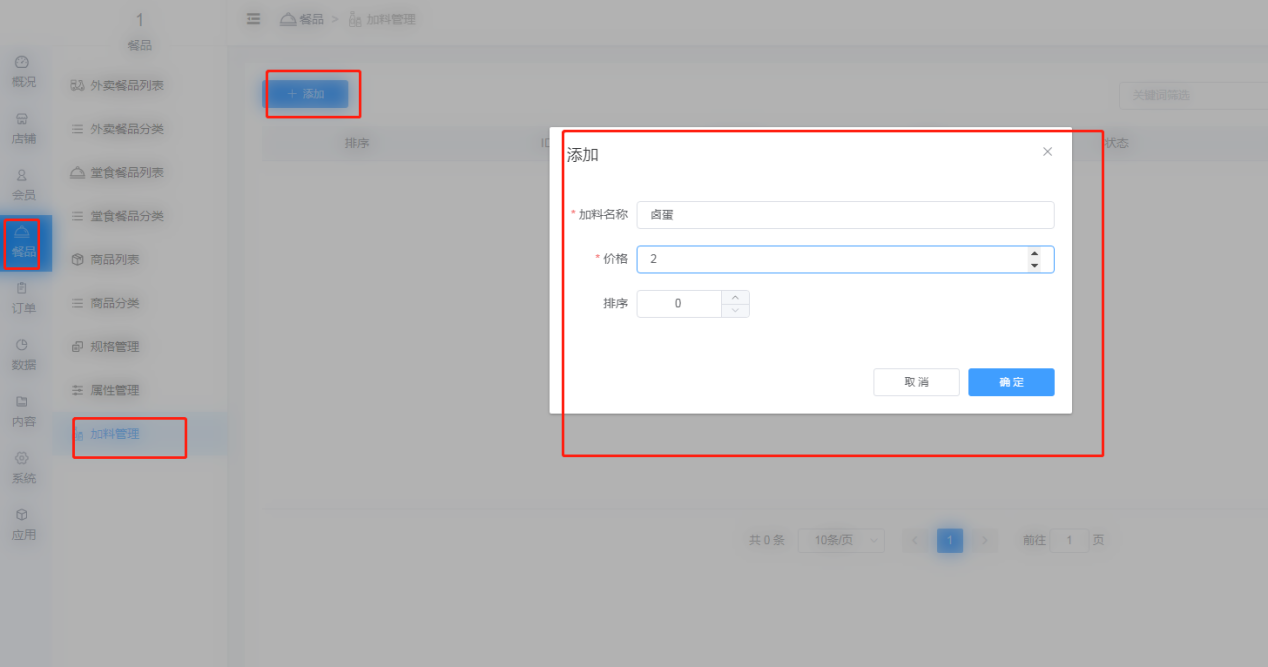 1
餐品
概况
店铺
会员
餐品
订单
数据
内容
系统
应用
外卖餐品列表
外卖餐品分类
堂食餐品列表
堂食餐品分类
商品列表
商品分类
规格管理
属性管理
加料管理
餐品 > 加料管理
+ 添加
关键词筛选
排序 ID 状态
添加
* 加料名称 卤蛋
* 价格 2
排序 0
取消 确定
共 0 条 10条/页 < 1 > 前往 1 页